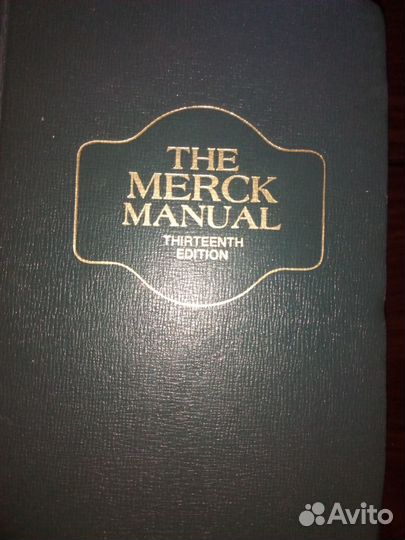 THE
MERCK
MANUAL
THIRTEENTH
EDITION
Avito